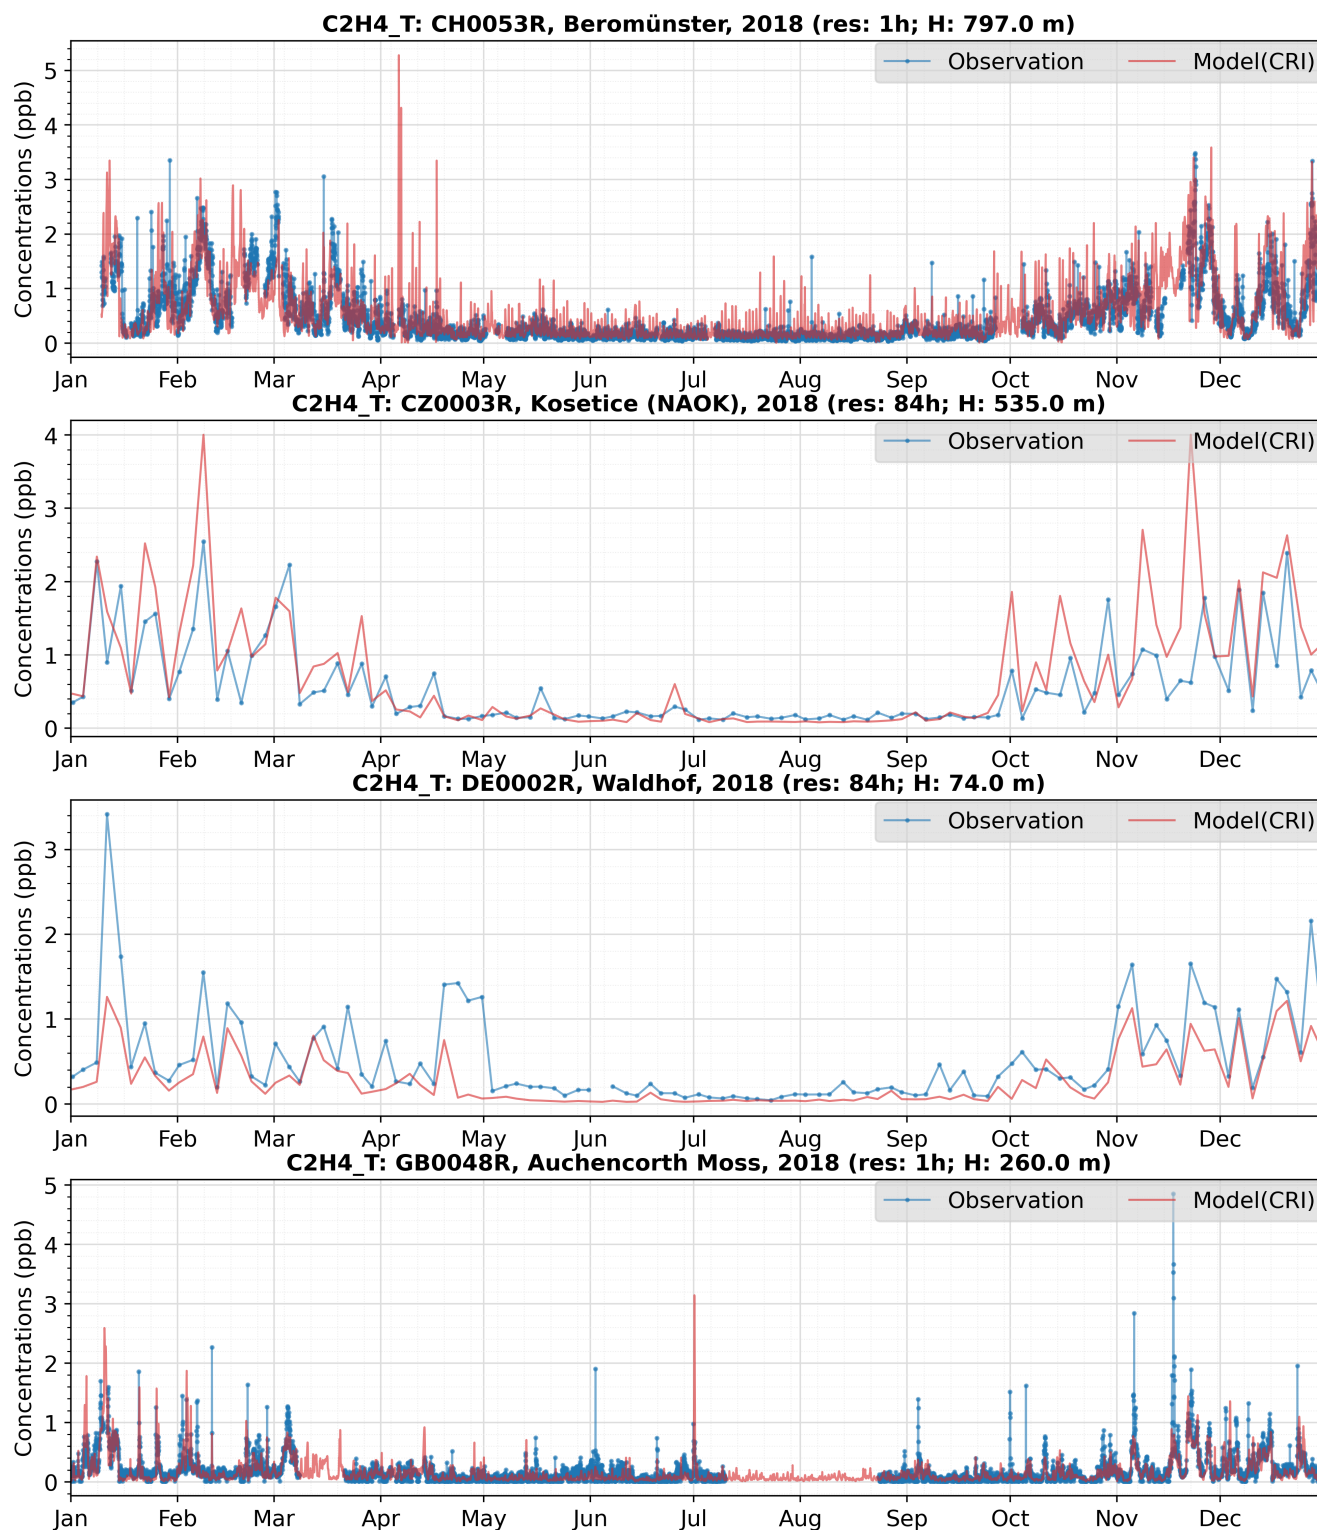 C2H4_T: CH0053R, Beromünster, 2018 (res: 1h; H: 797.0 m)
Observation Model(CRI)
Concentrations (ppb)
5
4
3
2
1
0
Jan Feb Mar Apr May Jun Jul Aug Sep Oct Nov Dec
C2H4_T: CZ0003R, Kosetice (NAOK), 2018 (res: 84h; H: 535.0 m)
Observation Model(CRI)
Concentrations (ppb)
4
3
2
1
0
Jan Feb Mar Apr May Jun Jul Aug Sep Oct Nov Dec
C2H4_T: DE0002R, Waldhof, 2018 (res: 84h; H: 74.0 m)
Observation Model(CRI)
Concentrations (ppb)
3
2
1
0
Jan Feb Mar Apr May Jun Jul Aug Sep Oct Nov Dec
C2H4_T: GB0048R, Auchencorth Moss, 2018 (res: 1h; H: 260.0 m)
Observation Model(CRI)
Concentrations (ppb)
5
4
3
2
1
0
Jan Feb Mar Apr May Jun Jul Aug Sep Oct Nov Dec